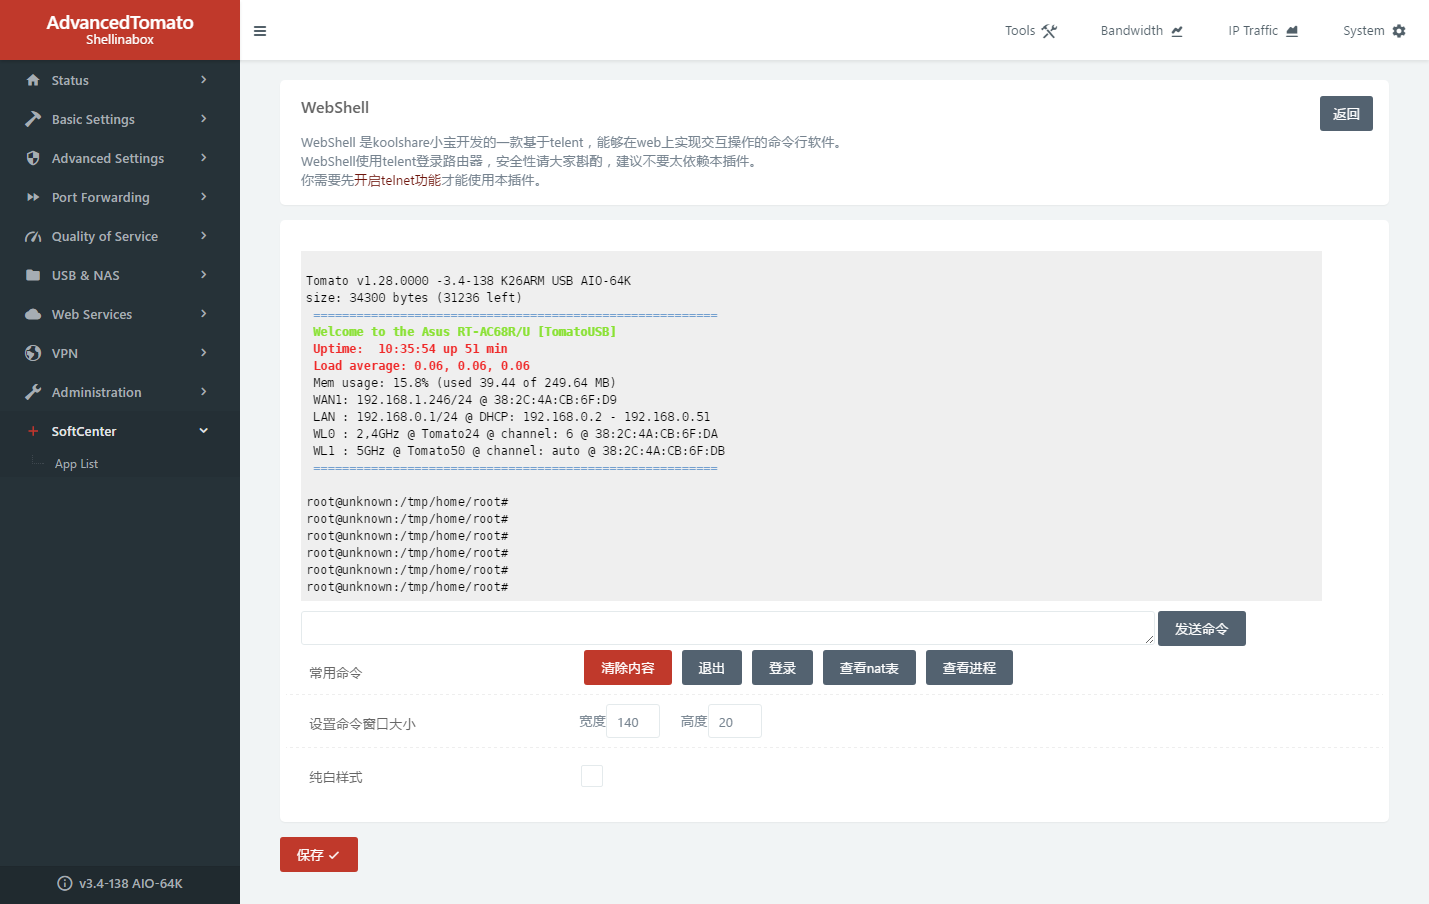 AdvancedTomato
Shellinabox
Tools
Bandwidth
IP Traffic
System
Status
Basic Settings
Advanced Settings
Port Forwarding
Quality of Service
USB & NAS
Web Services
VPN
Administration
SoftCenter
App List
v3.4-138 AIO-64K
WebShell
返回
WebShell 是koolshare小宝开发的一款基于telent，能够在web上实现交互操作的命令行软件。
WebShell使用telent登录路由器，安全性请大家斟酌，建议不要太依赖本插件。
你需要先开启telnet功能才能使用本插件。
Tomato v1.28.0000 -3.4-138 K26ARM USB AIO-64K
size: 34300 bytes (31236 left)
========================================================
Welcome to the Asus RT-AC68R/U [TomatoUSB]
Uptime:  10:35:54 up 51 min
Load average: 0.06, 0.06, 0.06
Mem usage: 15.8% (used 39.44 of 249.64 MB)
WAN1: 192.168.1.246/24 @ 38:2C:4A:CB:6F:D9
LAN : 192.168.0.1/24 @ DHCP: 192.168.0.2 - 192.168.0.51
WL0 : 2,4GHz @ Tomato24 @ channel: 6 @ 38:2C:4A:CB:6F:DA
WL1 : 5GHz @ Tomato50 @ channel: auto @ 38:2C:4A:CB:6F:DB
========================================================
root@unknown:/tmp/home/root#
root@unknown:/tmp/home/root#
root@unknown:/tmp/home/root#
root@unknown:/tmp/home/root#
root@unknown:/tmp/home/root#
root@unknown:/tmp/home/root#
发送命令
常用命令
清除内容 退出 登录 查看nat表 查看进程
设置命令窗口大小
宽度 140 高度 20
纯白样式
保存